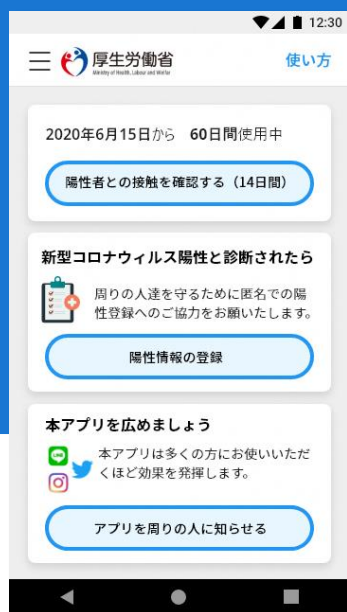 12:30
厚生労働省
Ministry of Health, Labour and Welfare
使い方
2020年6月15日から 60日間使用中
陽性者との接触を確認する（14日間）
新型コロナウィルス陽性と診断されたら
周りの人達を守るために匿名での陽
性登録へのご協力をお願いいたします。
陽性情報の登録
本アプリを広めましょう
LINE
本アプリは多くの方にお使いいただ
くほど効果を発揮します。
アプリを周りの人に知らせる